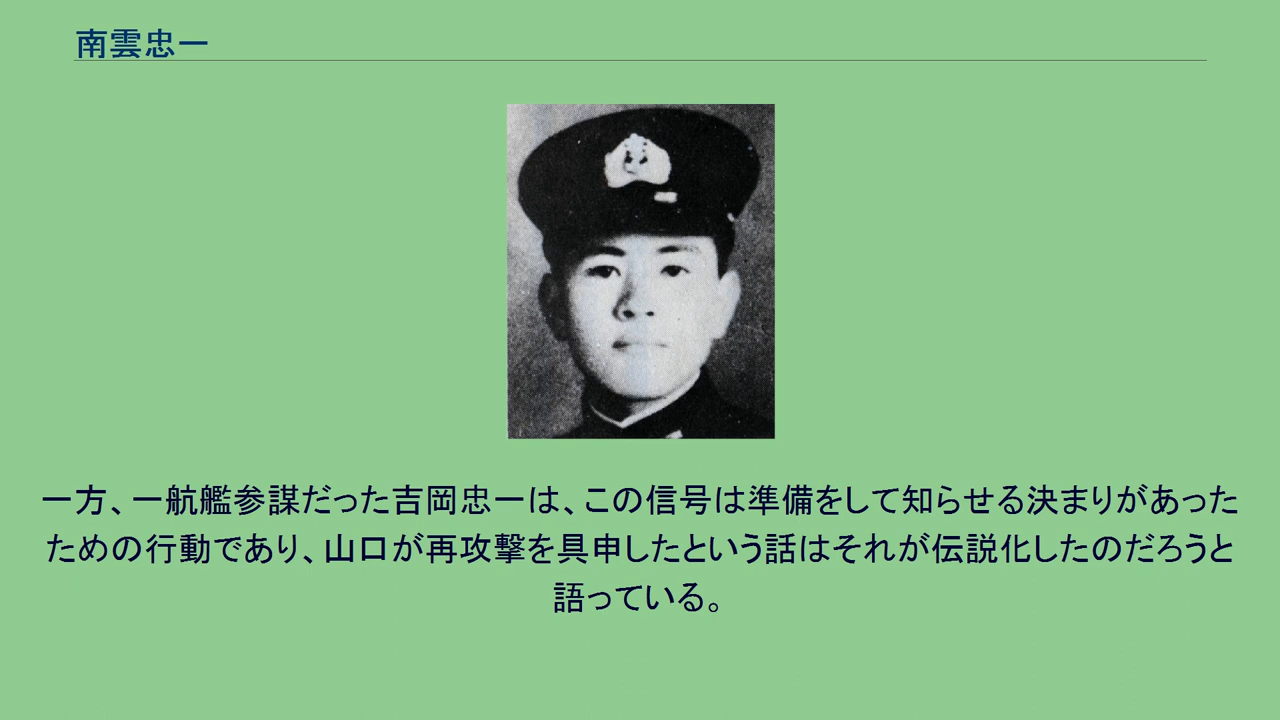 南雲忠一
一方、一航艦参謀だった吉岡忠一は、この信号は準備をして知らせる決まりがあった
ための行動であり、山口が再攻撃を具申したという話はそれが伝説化したのだろうと
語っている。